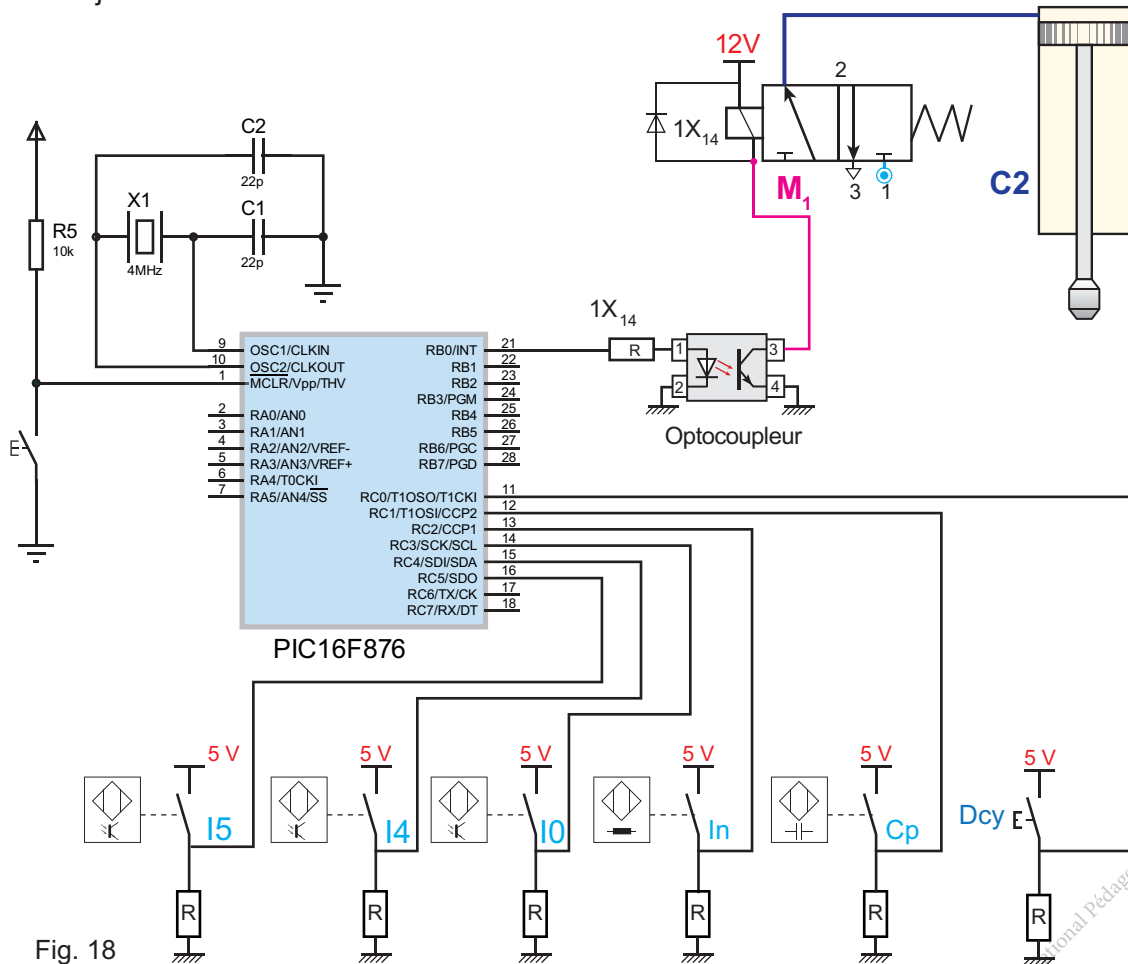 12V
2
1X14
M1
3
1
C2
C2
22p
X1
C1
4MHz
22p
R5
10k
1X14
R
1
2
3
4
Optocoupleur
9 OSC1/CLKIN
10 OSC2/CLKOUT
1 MCLR/Vpp/THV
2 RA0/AN0
3 RA1/AN1
4 RA2/AN2/VREF-
5 RA3/AN3/VREF+
6 RA4/T0CKI
7 RA5/AN4/SS
RB0/INT 21
RB1 22
RB2 23
RB3/PGM 24
RB4 25
RB5 26
RB6/PGC 27
RB7/PGD 28
RC0/T1OSO/T1CKI 11
RC1/T1OSI/CCP2 12
RC2/CCP1 13
RC3/SCK/SCL 14
RC4/SDI/SDA 15
RC5/SDO 16
RC6/TX/CK 17
RC7/RX/DT 18
PIC16F876
5 V
5 V
5 V
5 V
5 V
5 V
I5
I4
I0
In
Cp
Dcy
R
R
R
R
R
R
Fig. 18